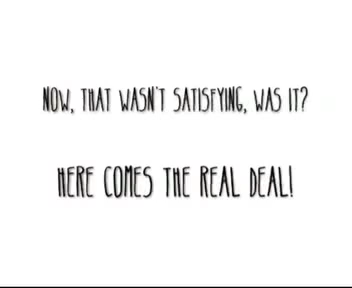 NOW, THAT WASN'T SATISFYING, WAS IT?
HERE COMES THE REAL DEAL!